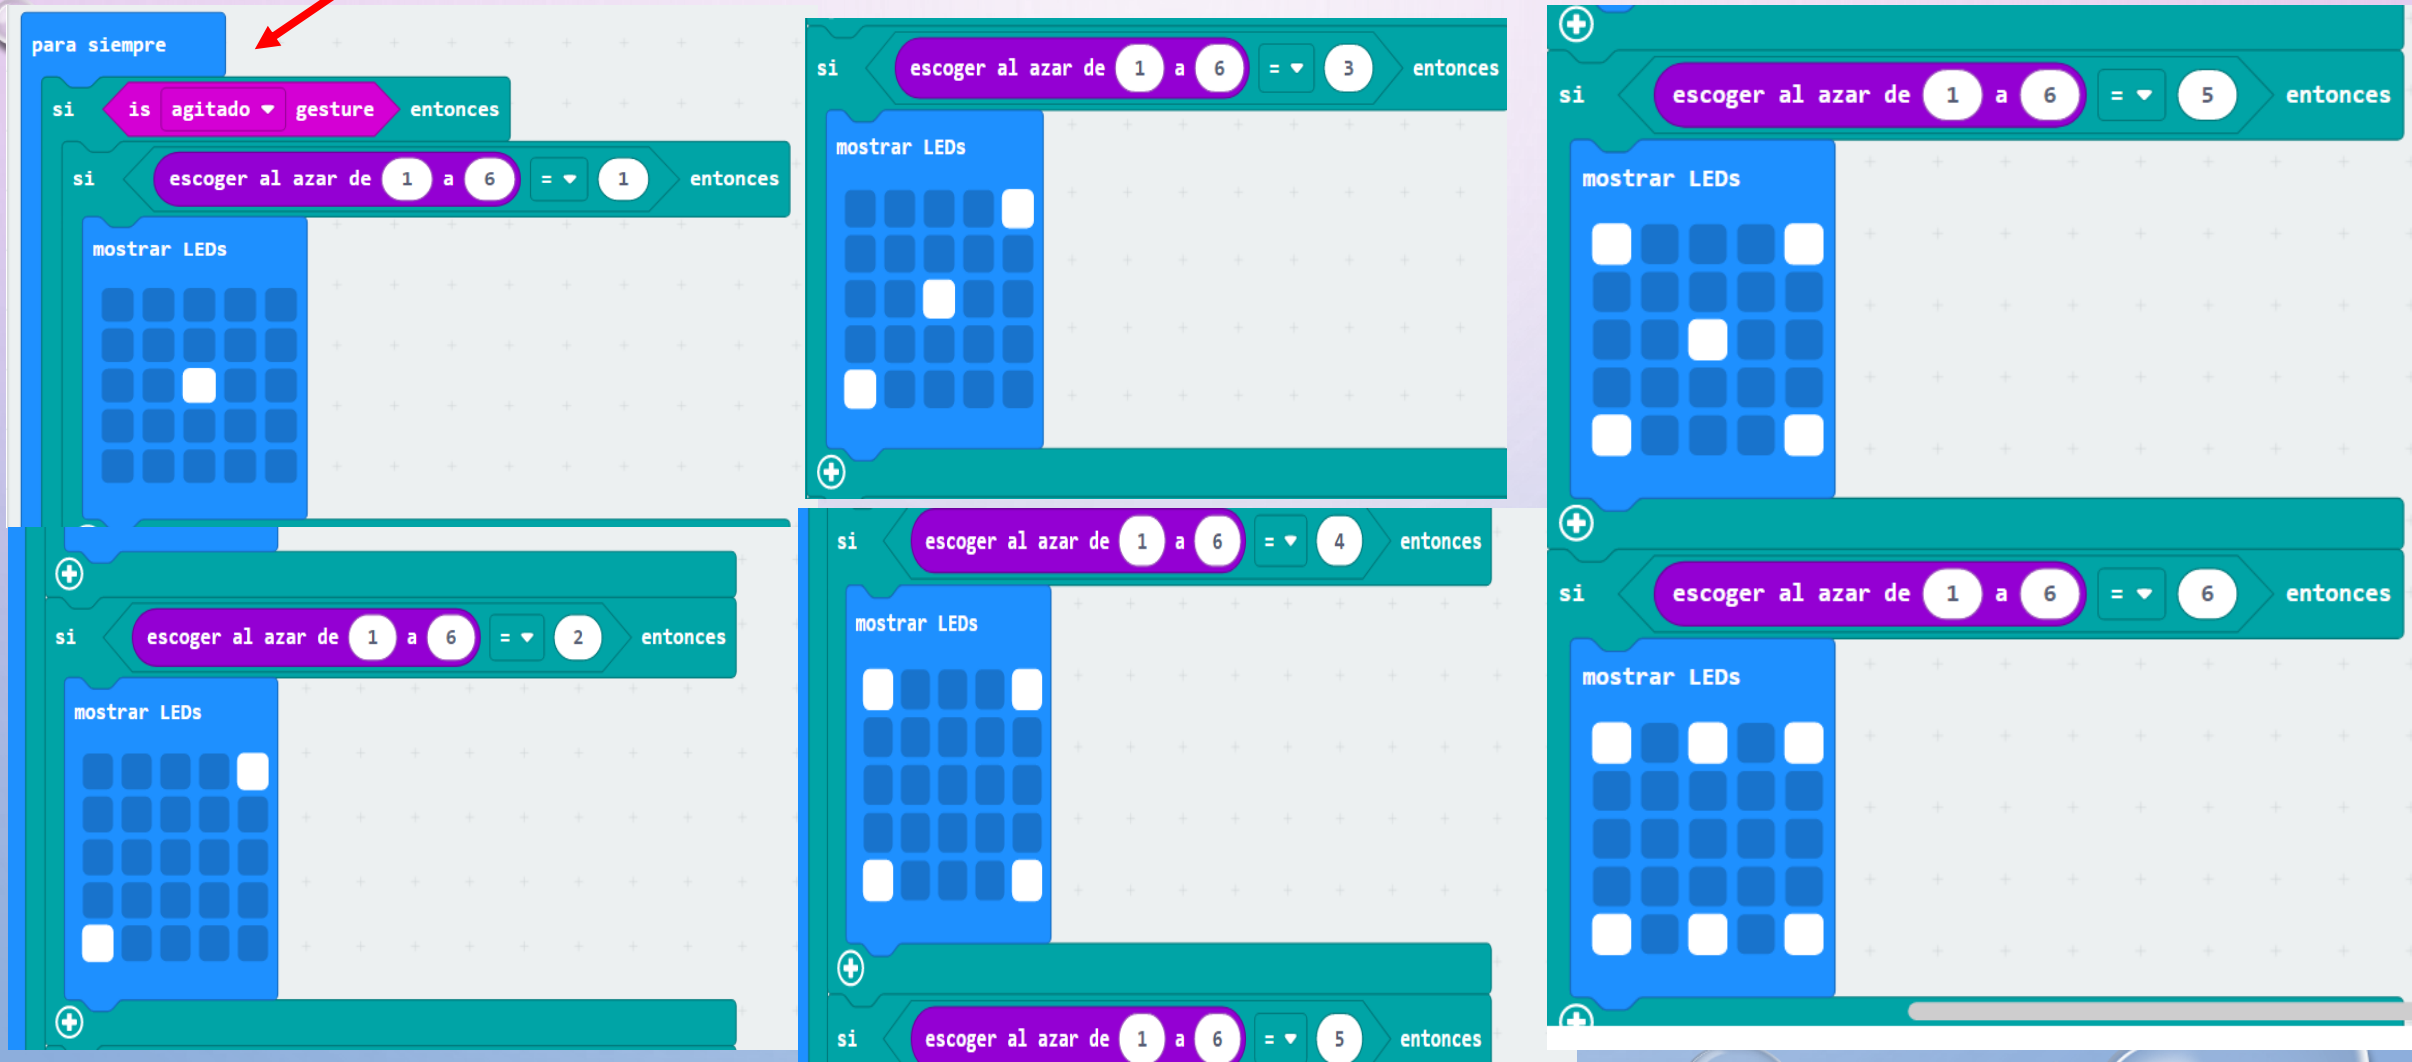 para siempre
si is agitado gesture entonces
si escoger al azar de 1 a 6 = 1 entonces
mostrar LEDs
si escoger al azar de 1 a 6 = 2 entonces
mostrar LEDs
si escoger al azar de 1 a 6 = 3 entonces
mostrar LEDs
si escoger al azar de 1 a 6 = 4 entonces
mostrar LEDs
si escoger al azar de 1 a 6 = 5 entonces
si escoger al azar de 1 a 6 = 5 entonces
mostrar LEDs
si escoger al azar de 1 a 6 = 6 entonces
mostrar LEDs